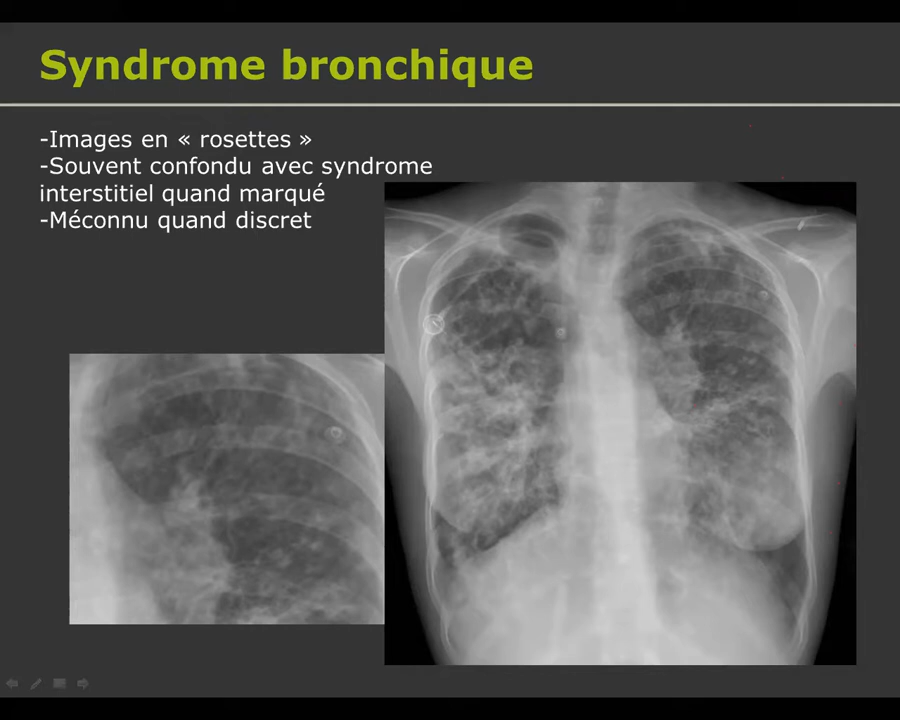 Syndrome bronchique
-Images en « rosettes »
-Souvent confondu avec syndrome
interstitiel quand marqué
-Méconnu quand discret